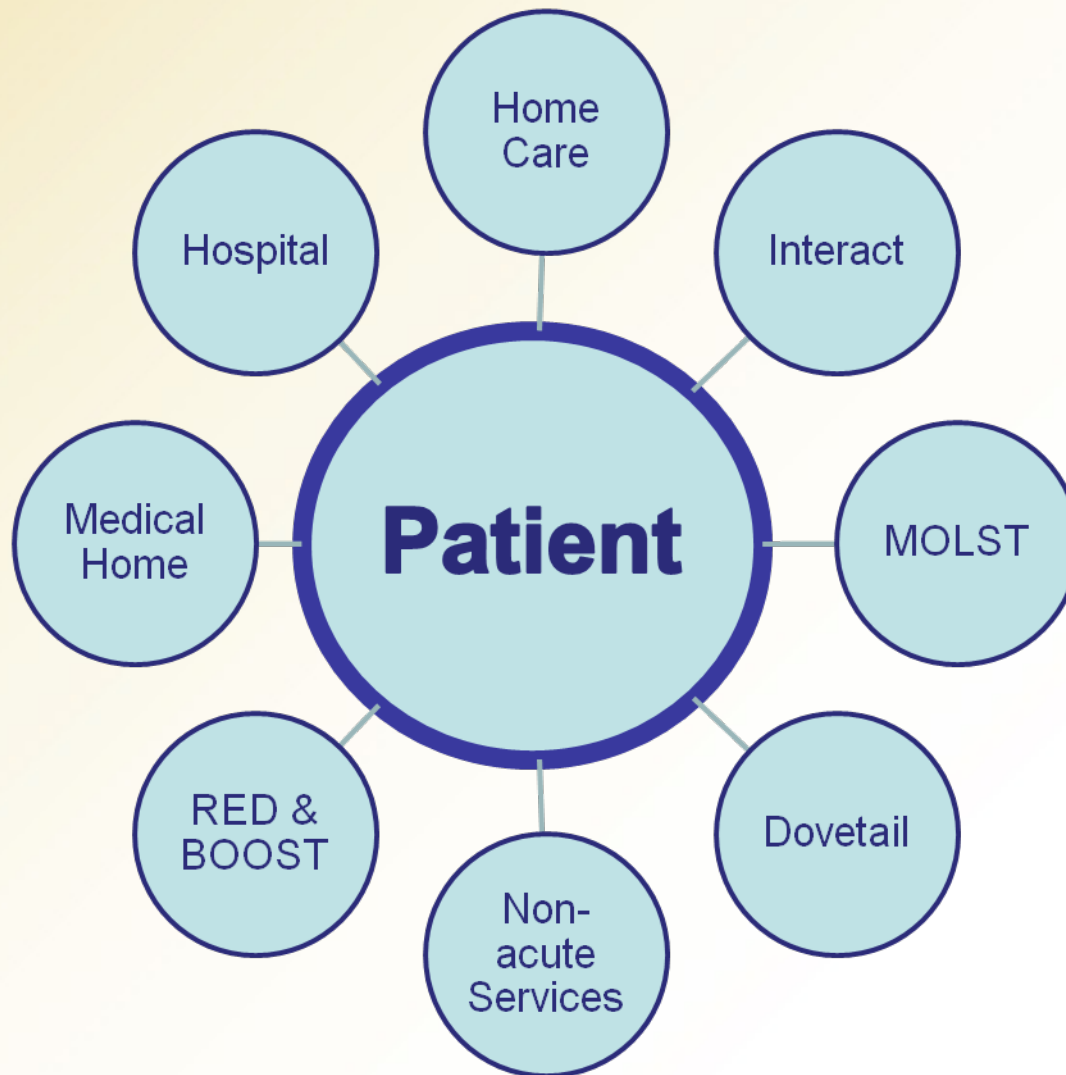 Home
Care
Hospital
Interact
Medical
Home
Patient
MOLST
RED &
BOOST
Dovetail
Non-
acute
Services